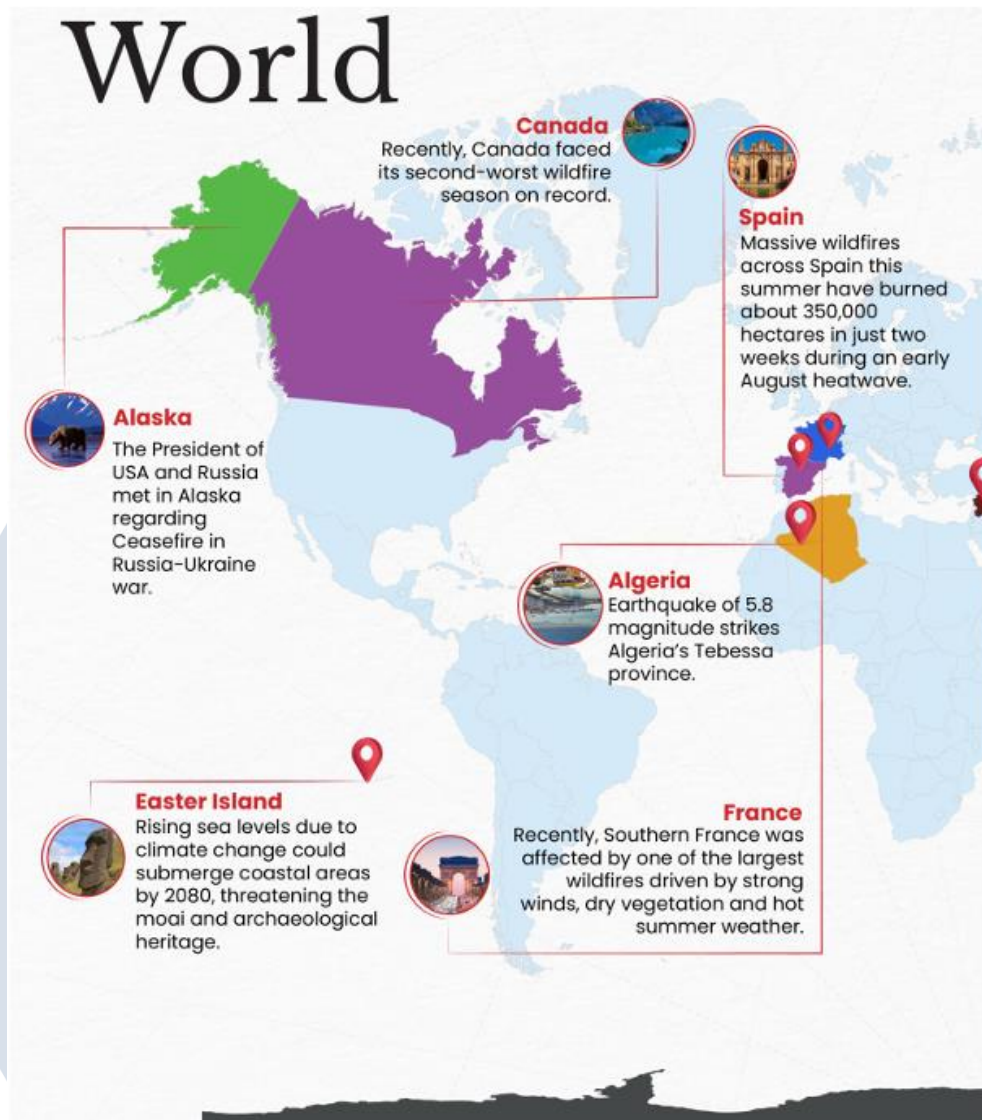 World
Canada
Recently, Canada faced
its second-worst wildfire
season on record.
Spain
Massive wildfires
across Spain this
summer have burned
about 350,000
hectares in just two
weeks during an early
August heatwave.
Alaska
The President of
USA and Russia
met in Alaska
regarding
Ceasefire in
Russia-Ukraine
war.
Algeria
Earthquake of 5.8
magnitude strikes
Algeria's Tebessa
province.
Easter Island
Rising sea levels due to
climate change could
submerge coastal areas
by 2080, threatening the
moai and archaeological
heritage.
France
Recently, Southern France was
affected by one of the largest
wildfires driven by strong
winds, dry vegetation and hot
summer weather.